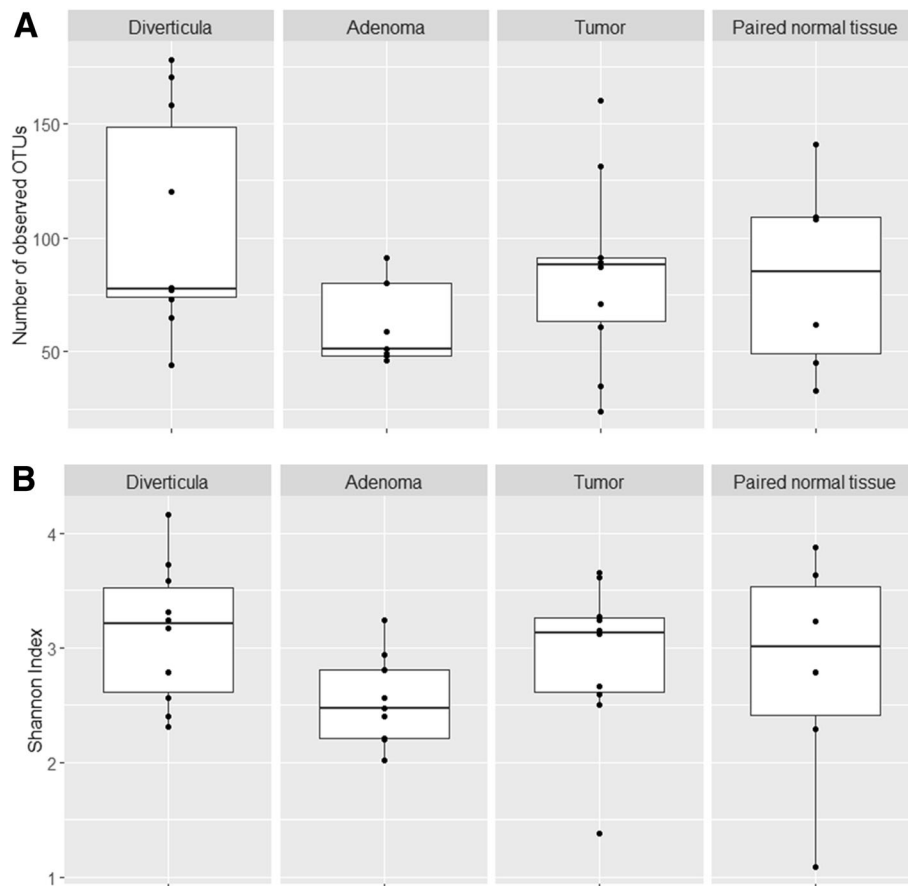 A
Diverticula
Adenoma
Tumor
Paired normal tissue
Number of observed OTUs
150
100
50
B
Diverticula
Adenoma
Tumor
Paired normal tissue
Shannon Index
4
3
2
1